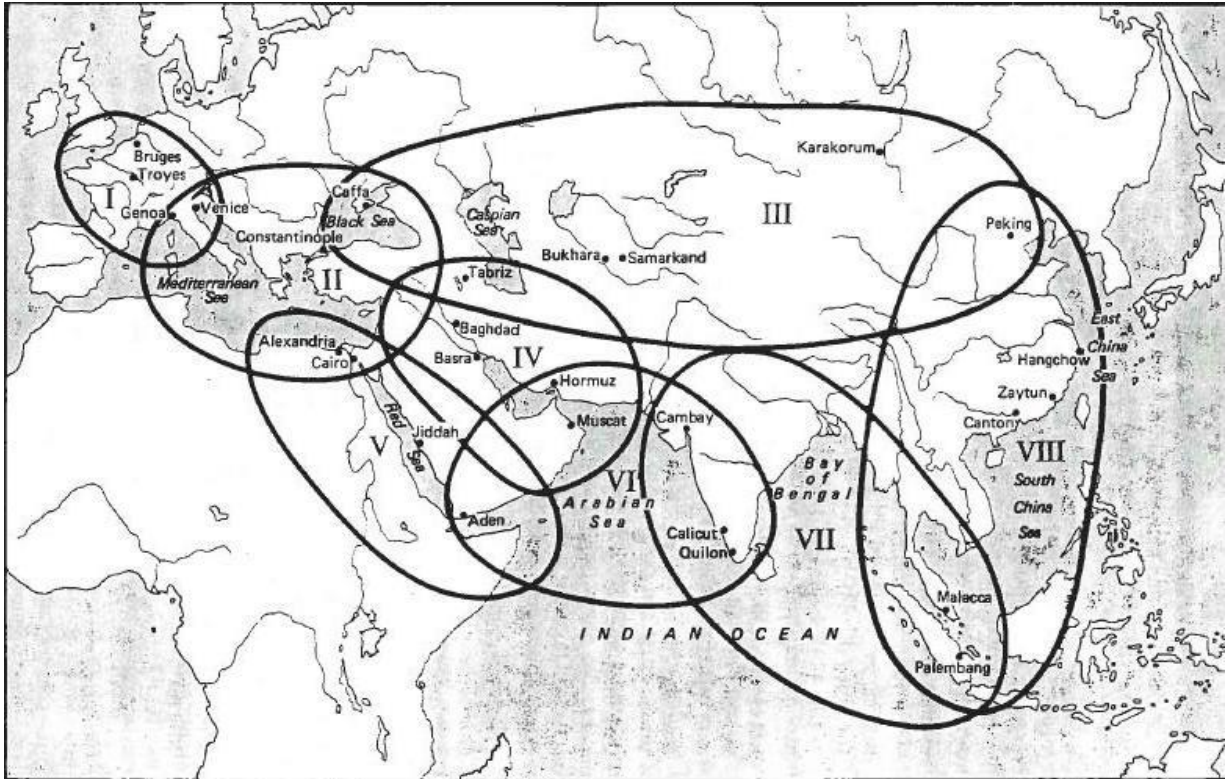 Bruges
Troyes
I
Genoa
Venice
Caffa
Black Sea
Constantinople
II
Mediterranean
Sea
Caspian
Sea
Karakorum
III
Peking
Bukhara
Samarkand
Tabriz
Baghdad
Basra
IV
Alexandria
Cairo
Hormuz
Muscat
Red
Sea
Jiddah
V
Aden
VI
Arabian
Sea
Cambay
Calicut
Quilon
Bay
of
Bengal
VII
East
China
Sea
Hangchow
Zaytun
Canton
VIII
South
China
Sea
Malacca
Palembang
INDIAN OCEAN